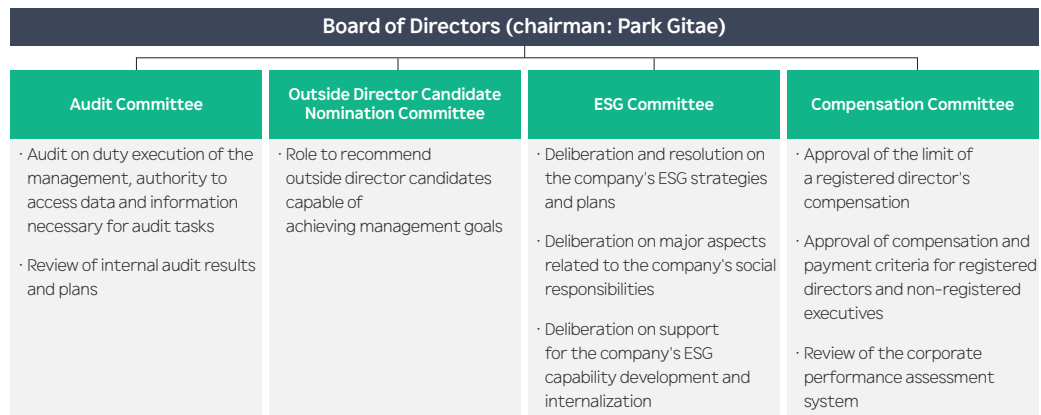 Board of Directors (chairman: Park Gitae)
Audit Committee
· Audit on duty execution of the
management, authority to
access data and information
necessary for audit tasks
· Review of internal audit results
and plans
Outside Director Candidate
Nomination Committee
· Role to recommend
outside director candidates
capable of
achieving management goals
ESG Committee
· Deliberation and resolution on
the company's ESG strategies
and plans
· Deliberation on major aspects
related to the company's social
responsibilities
· Deliberation on support
for the company's ESG
capability development and
internalization
Compensation Committee
· Approval of the limit of
a registered director's
compensation
· Approval of compensation and
payment criteria for registered
directors and non-registered
executives
· Review of the corporate
performance assessment
system